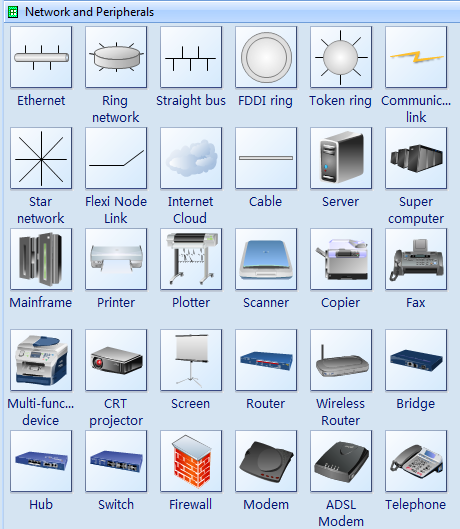 Network and Peripherals
Ethernet
Ring
network
Straight bus
FDDI ring
Token ring
Communic...
link
Star
network
Flexi Node
Link
Internet
Cloud
Cable
Server
Super
computer
Mainframe
Printer
Plotter
Scanner
Copier
Fax
Multi-func...
device
CRT
projector
Screen
Router
Wireless
Router
Bridge
Hub
Switch
Firewall
Modem
ADSL
Modem
Telephone